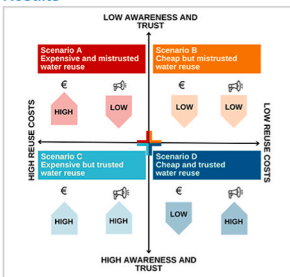 LOW AWARENESS AND
TRUST
Scenario A
Expensive and mistrusted
water reuse
Scenario B
Cheap but mistrusted
water reuse
€
€
HIGH
LOW
LOW
LOW
HIGH REUSE COSTS
LOW REUSE COSTS
Scenario C
Expensive but trusted
water reuse
Scenario D
Cheap and trusted
water reuse
€
€
HIGH
HIGH
LOW
HIGH
HIGH AWARENESS AND
TRUST